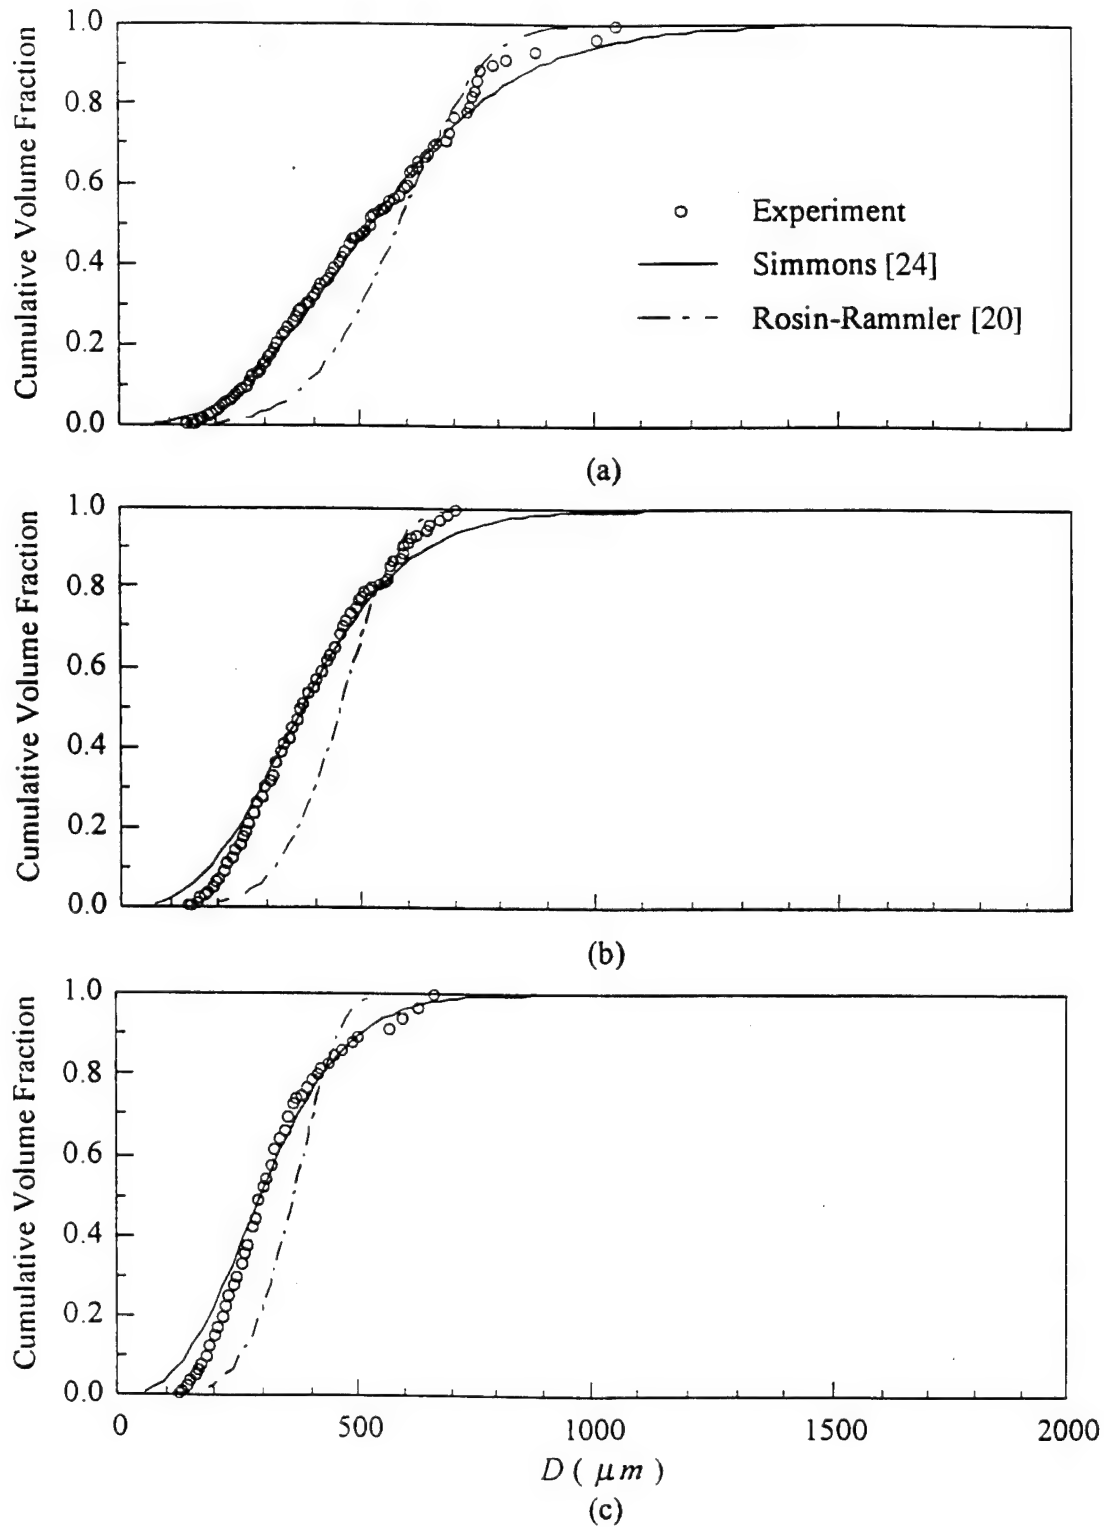 Cumulative Volume Fraction
1.0
0.8
0.6
0.4
0.2
0.0
Experiment
Simmons [24]
Rosin-Rammler [20]
(a)
Cumulative Volume Fraction
1.0
0.8
0.6
0.4
0.2
0.0
(b)
Cumulative Volume Fraction
1.0
0.8
0.6
0.4
0.2
0.0
0 500 1000 1500 2000
D ( μm )
(c)